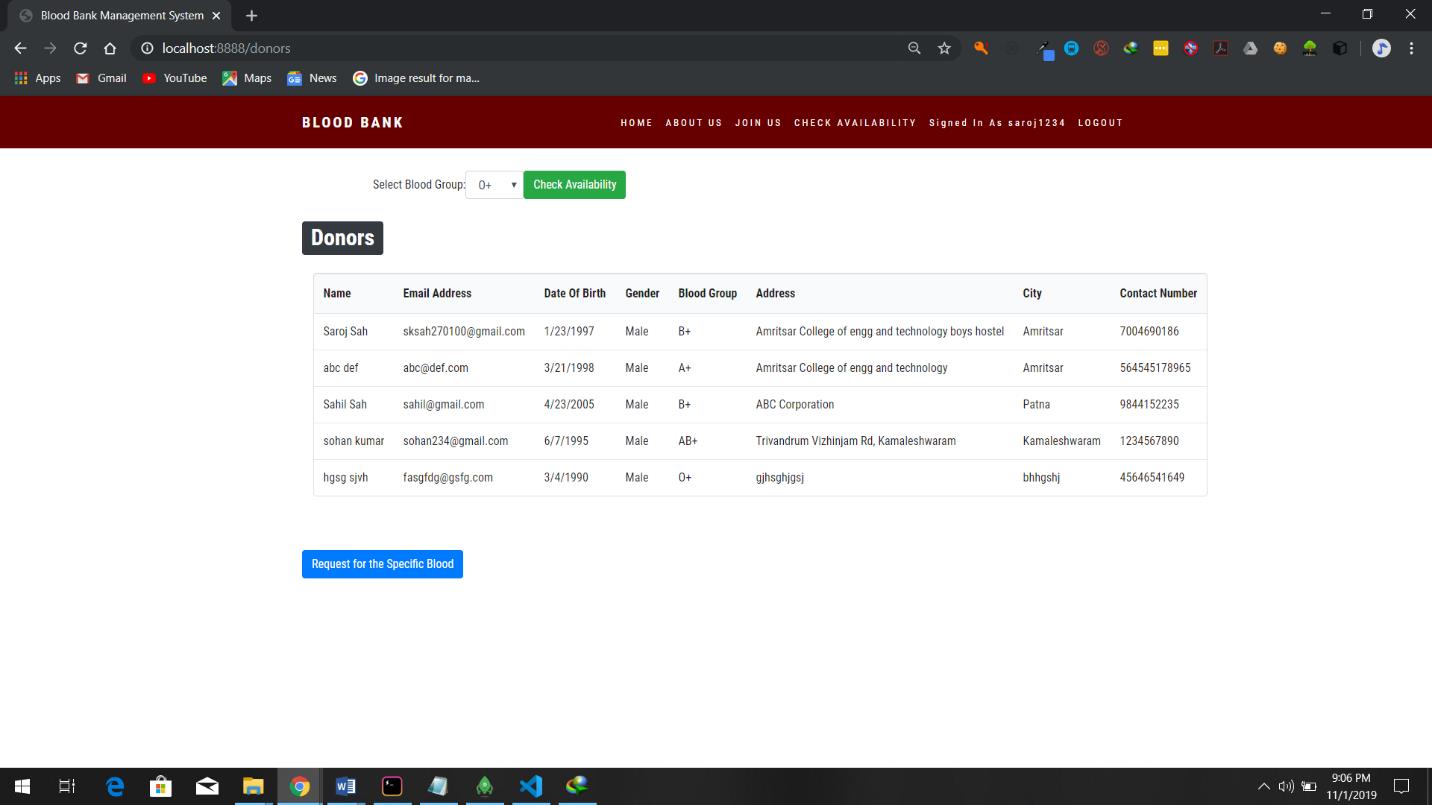 Blood Bank Management System
localhost:8888/donors
Apps Gmail YouTube Maps News Image result for ma...
BLOOD BANK HOME ABOUT US JOIN US CHECK AVAILABILITY Signed In As saroj1234 LOGOUT
Select Blood Group: O+ Check Availability
Donors
Name Email Address Date Of Birth Gender Blood Group Address City Contact Number
Saroj Sah sksah270100@gmail.com 1/23/1997 Male B+ Amritsar College of engg and technology boys hostel Amritsar 7004690186
abc def abc@def.com 3/21/1998 Male A+ Amritsar College of engg and technology Amritsar 564545178965
Sahil Sah sahil@gmail.com 4/23/2005 Male B+ ABC Corporation Patna 9844152235
sohan kumar sohan234@gmail.com 6/7/1995 Male AB+ Trivandrum Vizhinjam Rd, Kamaleshwaram Kamaleshwaram 1234567890
hgsg sjvh fasgfdg@gsfg.com 3/4/1990 Male O+ gjhsghjgsj bhhgshj 45646541649
Request for the Specific Blood
9:06 PM
11/1/2019